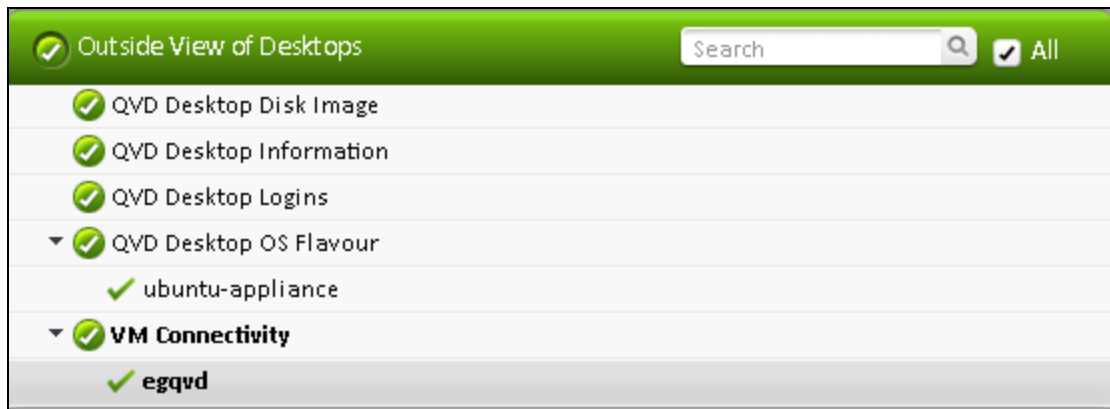 Outside View of Desktops Search All
QVD Desktop Disk Image
QVD Desktop Information
QVD Desktop Logins
QVD Desktop OS Flavour
ubuntu-appliance
VM Connectivity
egqvd